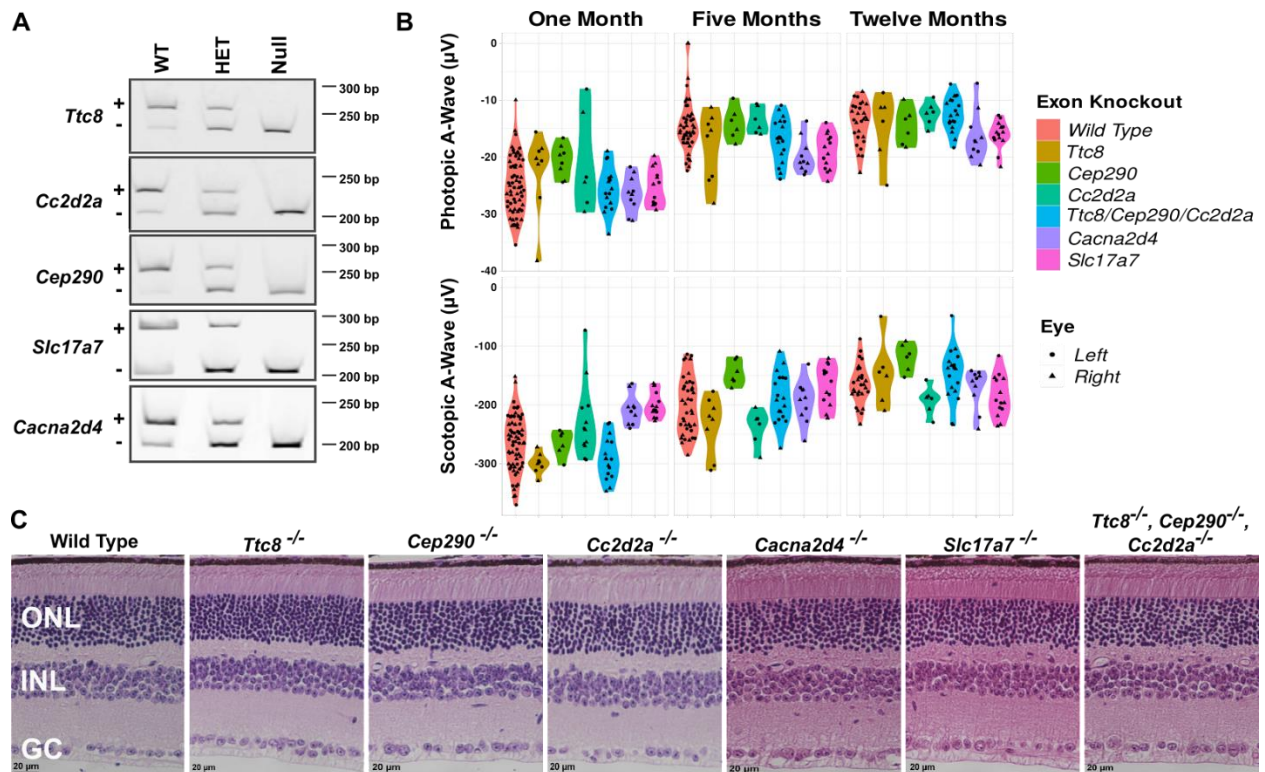 A
WT HET Null
Ttc8 + - 300 bp 250 bp
Cc2d2a + - 250 bp 200 bp
Cep290 + - 300 bp 250 bp
Slc17a7 + - 300 bp 250 bp 200 bp
Cacna2d4 + - 250 bp 200 bp
B
One Month Five Months Twelve Months
Photopic A-Wave (µV)
0
-10
-20
-30
-40
Scotopic A-Wave (µV)
0
-100
-200
-300
Exon Knockout
Wild Type
Ttc8
Cep290
Cc2d2a
Ttc8/Cep290/Cc2d2a
Cacna2d4
Slc17a7
Eye
Left
Right
C
Wild Type Ttc8 -/- Cep290 -/- Cc2d2a -/- Cacna2d4 -/- Slc17a7 -/- Ttc8-/-, Cep290-/-,
Cc2d2a-/-
ONL
INL
GC
20 µm 20 µm 20 µm 20 µm 20 µm 20 µm 20 µm